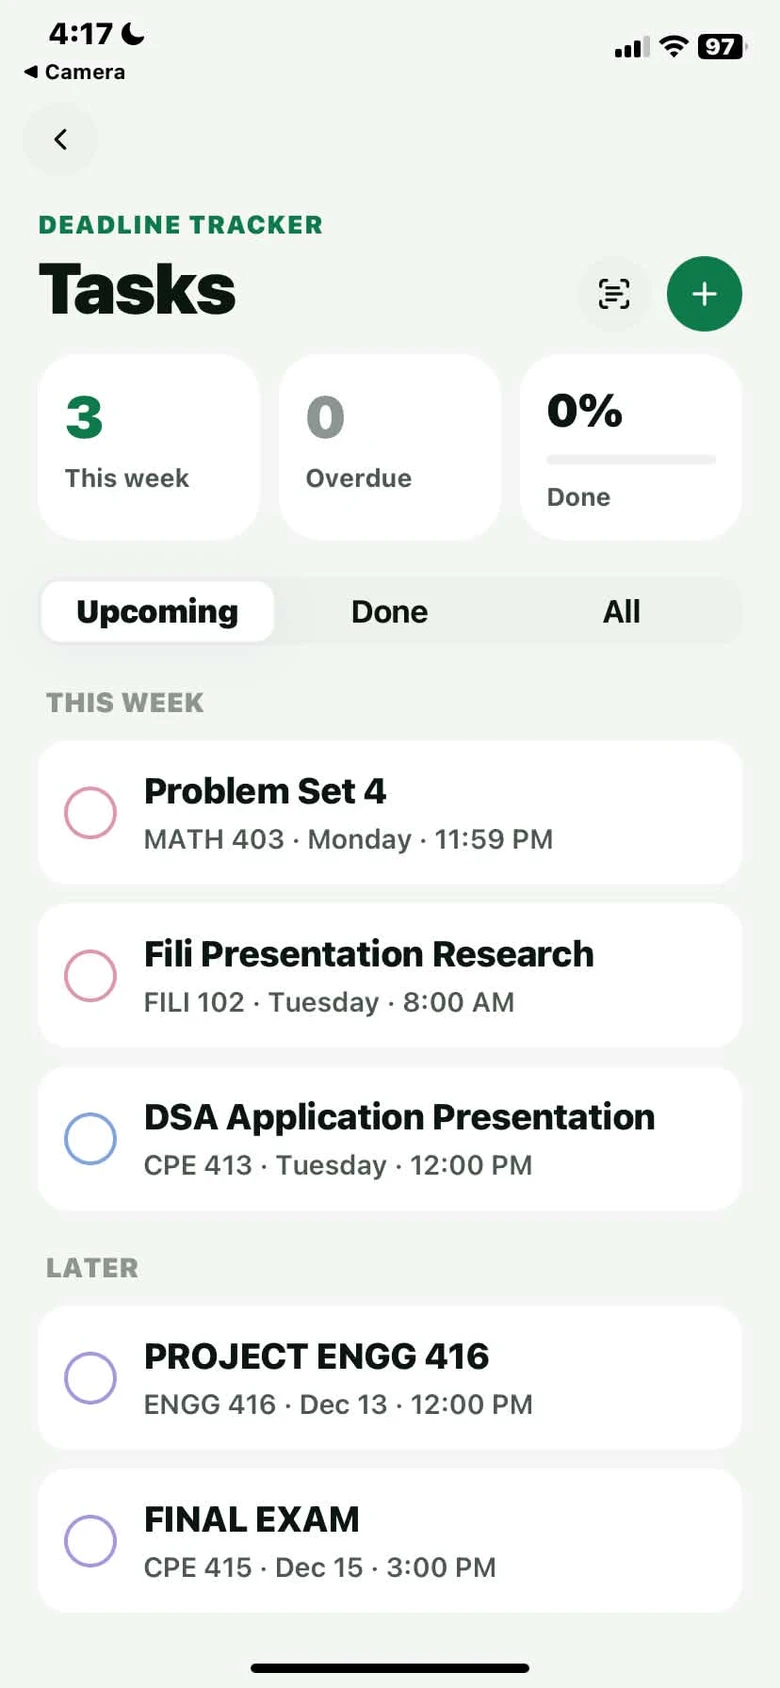 4:17
97
Camera
DEADLINE TRACKER
Tasks
3
This week
0
Overdue
0%
Done
Upcoming
Done
All
THIS WEEK
Problem Set 4
MATH 403 · Monday · 11:59 PM
Fili Presentation Research
FILI 102 · Tuesday · 8:00 AM
DSA Application Presentation
CPE 413 · Tuesday · 12:00 PM
LATER
PROJECT ENGG 416
ENGG 416 · Dec 13 · 12:00 PM
FINAL EXAM
CPE 415 · Dec 15 · 3:00 PM